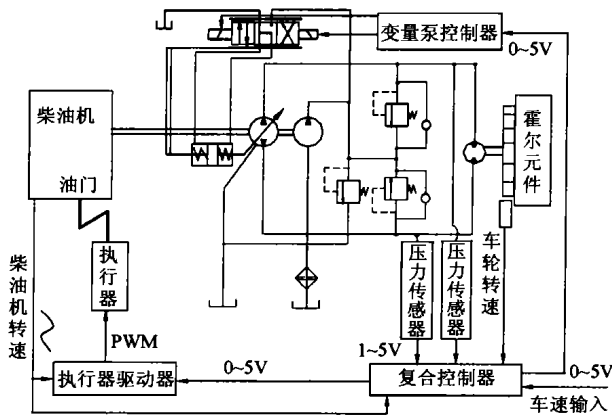 变量泵控制器
0~5V
柴油机
油门
霍尔元件
执行器
柴油机转速
压力传感器
压力传感器
车轮转速
PWM
1~5V
0~5V
0~5V
执行器驱动器
复合控制器
车速输入